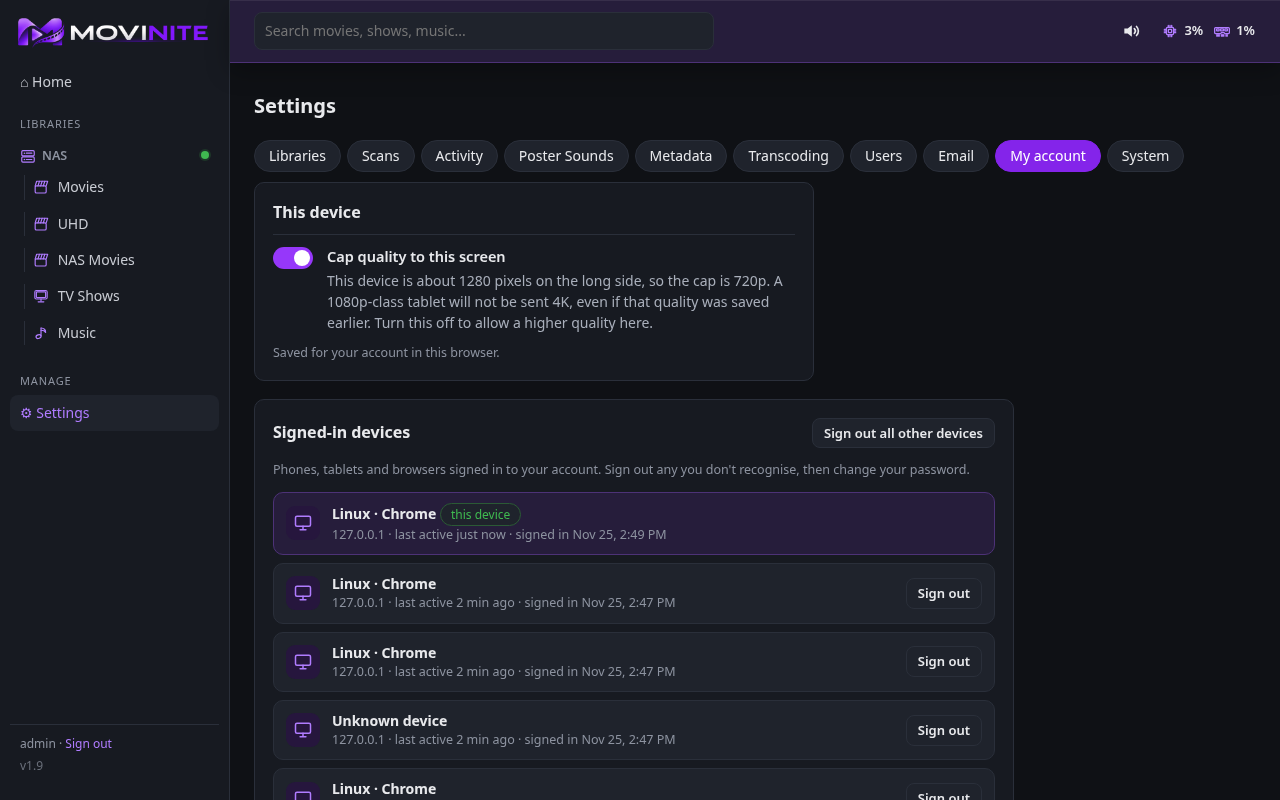 MOVINITE
Search movies, shows, music...
3%
1%
Home
LIBRARIES
NAS
Movies
UHD
NAS Movies
TV Shows
Music
MANAGE
Settings
admin · Sign out
v1.9
Settings
Libraries
Scans
Activity
Poster Sounds
Metadata
Transcoding
Users
Email
My account
System
This device
Cap quality to this screen
This device is about 1280 pixels on the long side, so the cap is 720p. A
1080p-class tablet will not be sent 4K, even if that quality was saved
earlier. Turn this off to allow a higher quality here.
Saved for your account in this browser.
Signed-in devices
Sign out all other devices
Phones, tablets and browsers signed in to your account. Sign out any you don't recognise, then change your password.
Linux · Chrome this device
127.0.0.1 · last active just now · signed in Nov 25, 2:49 PM
Linux · Chrome
127.0.0.1 · last active 2 min ago · signed in Nov 25, 2:47 PM
Sign out
Linux · Chrome
127.0.0.1 · last active 2 min ago · signed in Nov 25, 2:47 PM
Sign out
Unknown device
127.0.0.1 · last active 2 min ago · signed in Nov 25, 2:47 PM
Sign out
Linux · Chrome
Sign out